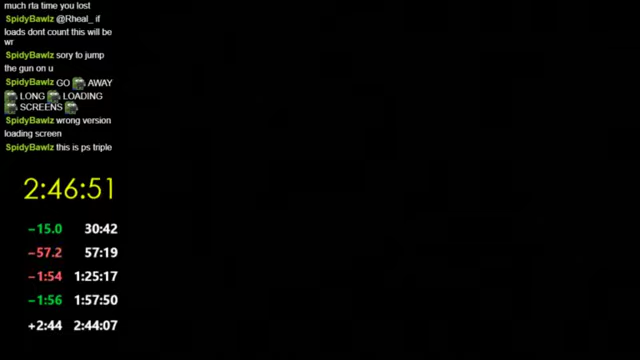 much rta time you lost
SpidyBawlz @Rheal_ if
loads dont count this will be
wr
SpidyBawlz sory to jump
the gun on u
SpidyBawlz GO AWAY
LONG LOADING
SCREENS
SpidyBawlz wrong version
loading screen
SpidyBawlz this is ps triple
2:46:51
−15.0 30:42
−57.2 57:19
−1:54 1:25:17
−1:56 1:57:50
+2:44 2:44:07